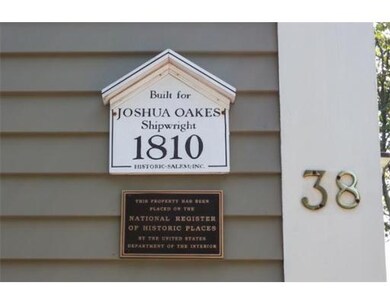 Built for
JOSHUA OAKES
Shipwright
1810
HISTORIC SALEM INC.
38
THIS PROPERTY HAS BEEN
PLACED ON THE
NATIONAL REGISTER
OF HISTORIC PLACES
BY THE UNITED STATES
DEPARTMENT OF THE INTERIOR